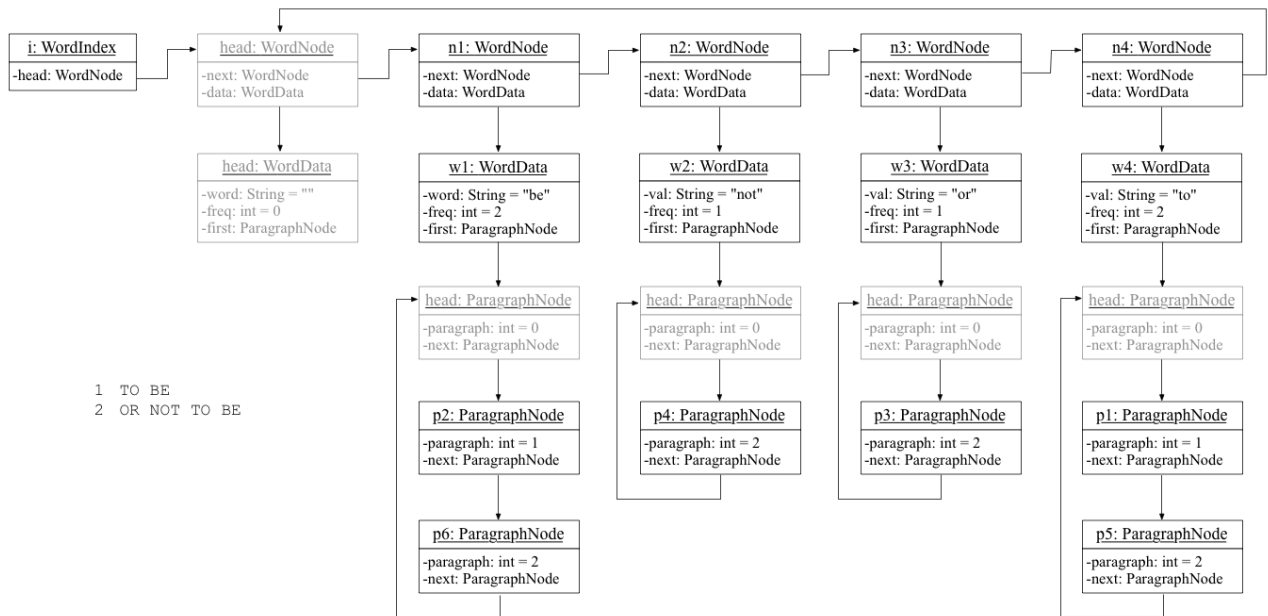 i: WordIndex
-head: WordNode
head: WordNode
-next: WordNode
-data: WordData
n1: WordNode
-next: WordNode
-data: WordData
n2: WordNode
-next: WordNode
-data: WordData
n3: WordNode
-next: WordNode
-data: WordData
n4: WordNode
-next: WordNode
-data: WordData
head: WordData
-word: String = ""
-freq: int = 0
-first: ParagraphNode
w1: WordData
-word: String = "be"
-freq: int = 2
-first: ParagraphNode
w2: WordData
-val: String = "not"
-freq: int = 1
-first: ParagraphNode
w3: WordData
-val: String = "or"
-freq: int = 1
-first: ParagraphNode
w4: WordData
-val: String = "to"
-freq: int = 2
-first: ParagraphNode
head: ParagraphNode
-paragraph: int = 0
-next: ParagraphNode
head: ParagraphNode
-paragraph: int = 0
-next: ParagraphNode
head: ParagraphNode
-paragraph: int = 0
-next: ParagraphNode
head: ParagraphNode
-paragraph: int = 0
-next: ParagraphNode
1 TO BE
2 OR NOT TO BE
p2: ParagraphNode
-paragraph: int = 1
-next: ParagraphNode
p4: ParagraphNode
-paragraph: int = 2
-next: ParagraphNode
p3: ParagraphNode
-paragraph: int = 2
-next: ParagraphNode
p1: ParagraphNode
-paragraph: int = 1
-next: ParagraphNode
p6: ParagraphNode
-paragraph: int = 2
-next: ParagraphNode
p5: ParagraphNode
-paragraph: int = 2
-next: ParagraphNode